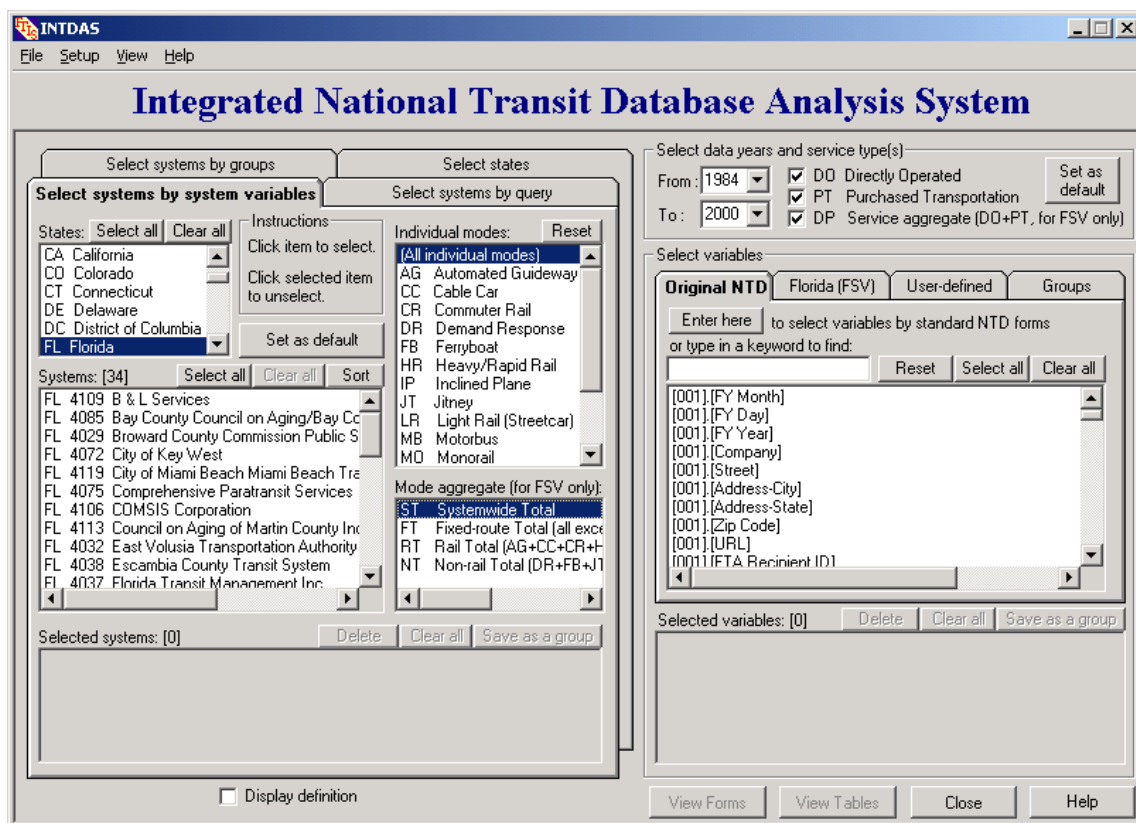 INTDAS
File Setup View Help
Integrated National Transit Database Analysis System
Select systems by groups
Select states
Select systems by system variables
Select systems by query
States: Select all Clear all
CA California
CO Colorado
CT Connecticut
DE Delaware
DC District of Columbia
FL Florida
Instructions
Click item to select.
Click selected item
to unselect.
Set as default
Systems: [34] Select all Clear all Sort
FL 4109 B & L Services
FL 4085 Bay County Council on Aging/Bay Co
FL 4029 Broward County Commission Public S
FL 4072 City of Key West
FL 4119 City of Miami Beach Miami Beach Tra
FL 4075 Comprehensive Paratransit Services
FL 4106 COMSIS Corporation
FL 4113 Council on Aging of Martin County Inc
FL 4032 East Volusia Transportation Authority
FL 4038 Escambia County Transit System
FL 4037 Florida Transit Management Inc
Individual modes: Reset
(All individual modes)
AG Automated Guideway
CC Cable Car
CR Commuter Rail
DR Demand Response
FB Ferryboat
HR Heavy/Rapid Rail
IP Inclined Plane
JT Jitney
LR Light Rail (Streetcar)
MB Motorbus
MO Monorail
Mode aggregate (for FSV only):
ST Systemwide Total
FT Fixed-route Total (all exce
RT Rail Total (AG+CC+CR+H
NT Non-rail Total (DR+FB+JT
Selected systems: [0] Delete Clear all Save as a group
Display definition
Select data years and service type(s)
From: 1984
To: 2000
DO Directly Operated
PT Purchased Transportation
DP Service aggregate (DO+PT, for FSV only)
Set as
default
Select variables
Original NTD Florida (FSV) User-defined Groups
Enter here to select variables by standard NTD forms
or type in a keyword to find:
Reset Select all Clear all
[001].[FY Month]
[001].[FY Day]
[001].[FY Year]
[001].[Company]
[001].[Street]
[001].[Address-City]
[001].[Address-State]
[001].[Zip Code]
[001].[URL]
[001].[FTA Recipient ID]
Selected variables: [0] Delete Clear all Save as a group
View Forms View Tables Close Help